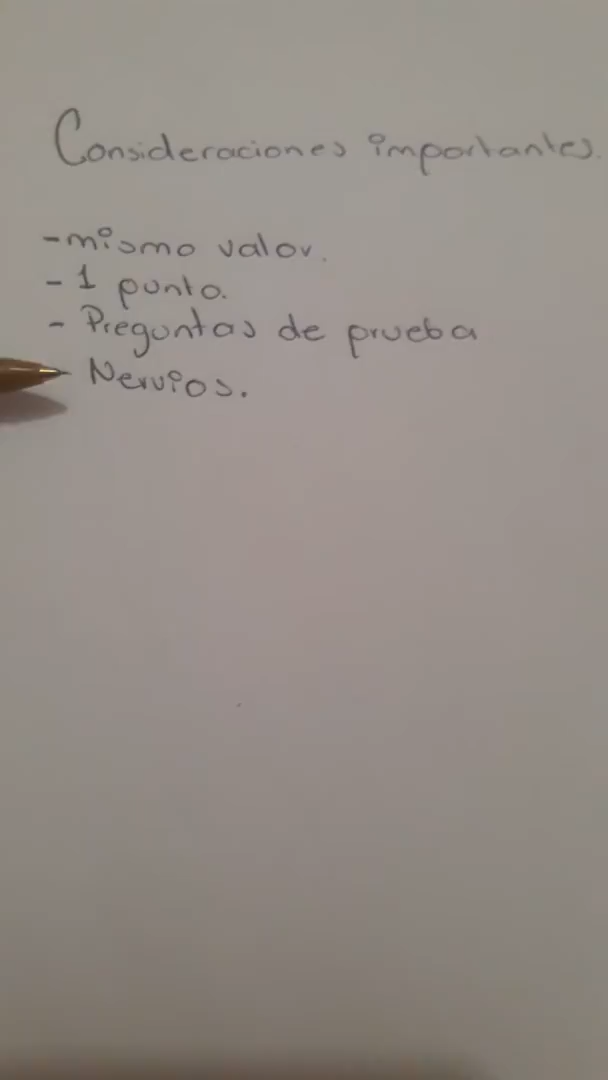 Consideraciones importantes.
- mismo valor.
- 1 punto.
- Preguntas de prueba
- Nervios.